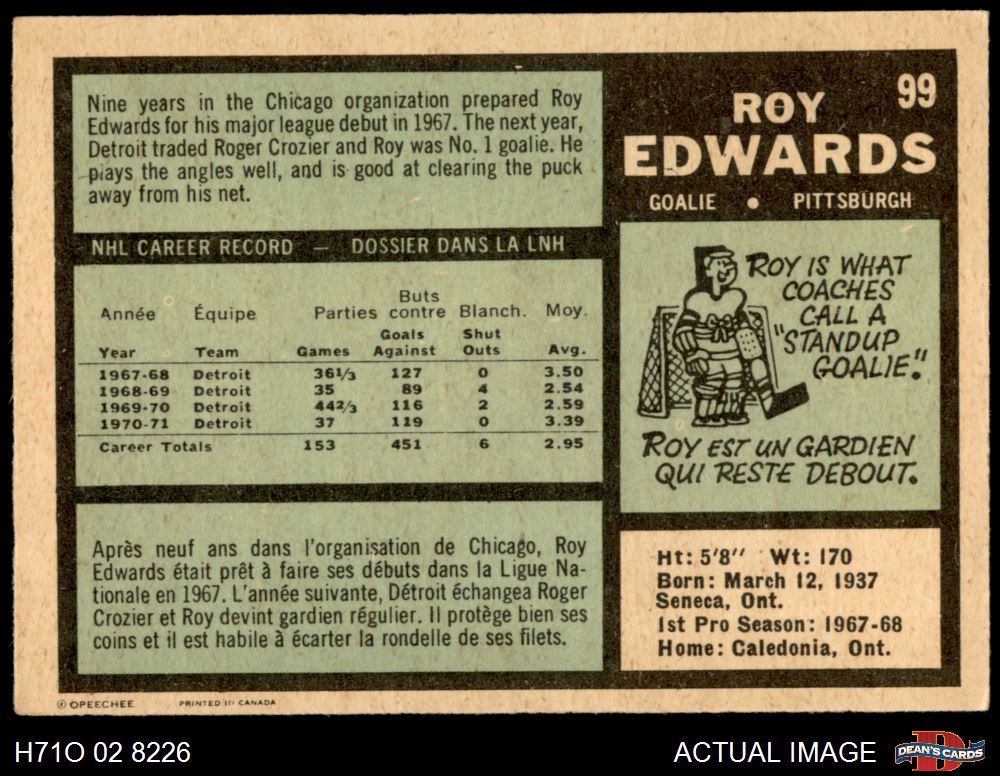 Nine years in the Chicago organization prepared Roy
Edwards for his major league debut in 1967. The next year,
Detroit traded Roger Crozier and Roy was No. 1 goalie. He
plays the angles well, and is good at clearing the puck
away from his net.
NHL CAREER RECORD — DOSSIER DANS LA LNH
Année Équipe Parties Buts contre Blanch. Moy.
Year Team Games Goals Against Shut Outs Avg.
1967-68 Detroit 36 1/3 127 0 3.50
1968-69 Detroit 35 89 4 2.54
1969-70 Detroit 44 2/3 116 2 2.59
1970-71 Detroit 37 119 0 3.39
Career Totals 153 451 6 2.95
Après neuf ans dans l'organisation de Chicago, Roy
Edwards était prêt à faire ses débuts dans la Ligue Na-
tionale en 1967. L'année suivante, Détroit échangea Roger
Crozier et Roy devint gardien régulier. Il protège bien ses
coins et il est habile à écarter la rondelle de ses filets.
© OPEECHEE PRINTED IN CANADA
99
ROY
EDWARDS
GOALIE • PITTSBURGH
ROY IS WHAT
COACHES
CALL A
"STANDUP
GOALIE."
ROY EST UN GARDIEN
QUI RESTE DEBOUT.
Ht: 5'8'' Wt: 170
Born: March 12, 1937
Seneca, Ont.
1st Pro Season: 1967-68
Home: Caledonia, Ont.
H71O 02 8226
ACTUAL IMAGE
D
DEAN'S CARDS